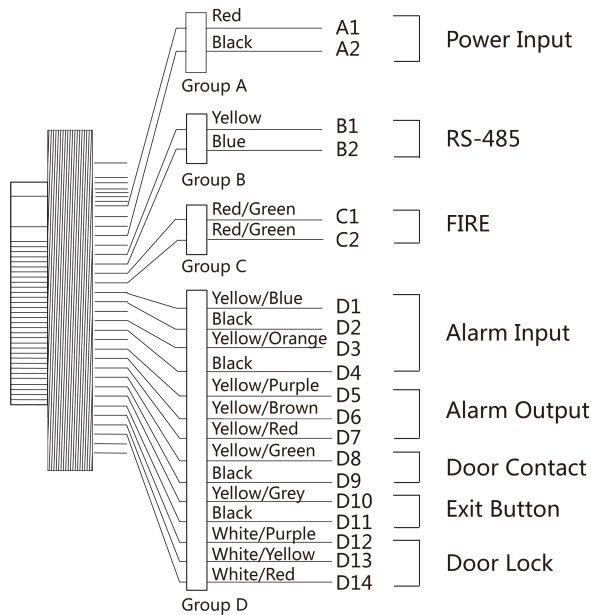 Red A1
Black A2
Power Input
Group A
Yellow B1
Blue B2
RS-485
Group B
Red/Green C1
Red/Green C2
FIRE
Group C
Yellow/Blue D1
Black D2
Yellow/Orange D3
Black D4
Alarm Input
Yellow/Purple D5
Yellow/Brown D6
Yellow/Red D7
Alarm Output
Yellow/Green D8
Black D9
Door Contact
Yellow/Grey D10
Black D11
Exit Button
White/Purple D12
White/Yellow D13
White/Red D14
Door Lock
Group D